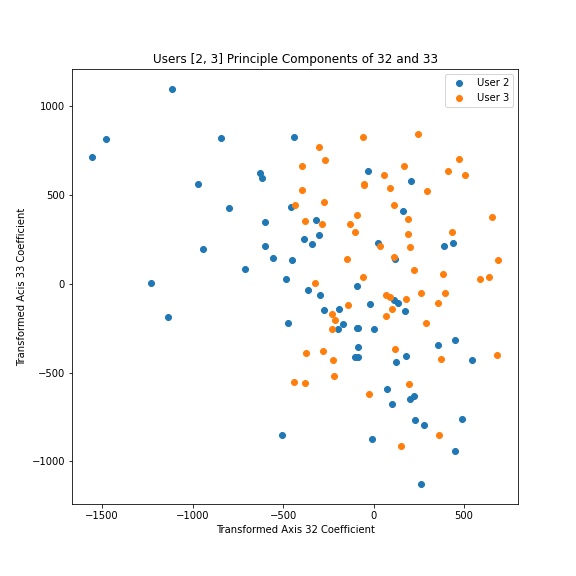 Users [2, 3] Principle Components of 32 and 33
User 2
User 3
1000
500
0
−500
−1000
Transformed Acis 33 Coefficient
−1500
−1000
−500
0
500
Transformed Axis 32 Coefficient